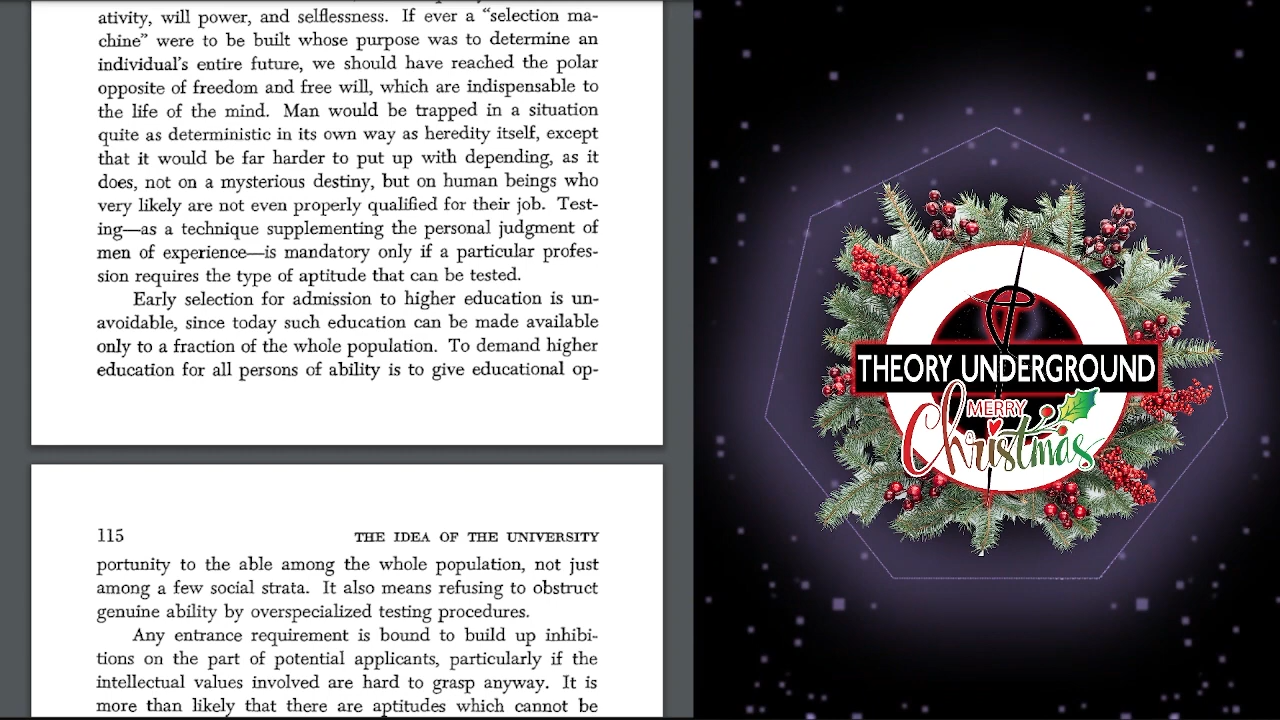 ativity, will power, and selflessness. If ever a “selection ma-
chine” were to be built whose purpose was to determine an
individual’s entire future, we should have reached the polar
opposite of freedom and free will, which are indispensable to
the life of the mind. Man would be trapped in a situation
quite as deterministic in its own way as heredity itself, except
that it would be far harder to put up with depending, as it
does, not on a mysterious destiny, but on human beings who
very likely are not even properly qualified for their job. Test-
ing—as a technique supplementing the personal judgment of
men of experience—is mandatory only if a particular profes-
sion requires the type of aptitude that can be tested.
Early selection for admission to higher education is un-
avoidable, since today such education can be made available
only to a fraction of the whole population. To demand higher
education for all persons of ability is to give educational op-
115 THE IDEA OF THE UNIVERSITY
portunity to the able among the whole population, not just
among a few social strata. It also means refusing to obstruct
genuine ability by overspecialized testing procedures.
Any entrance requirement is bound to build up inhibi-
tions on the part of potential applicants, particularly if the
intellectual values involved are hard to grasp anyway. It is
more than likely that there are aptitudes which cannot be
THEORY UNDERGROUND
MERRY
Christmas